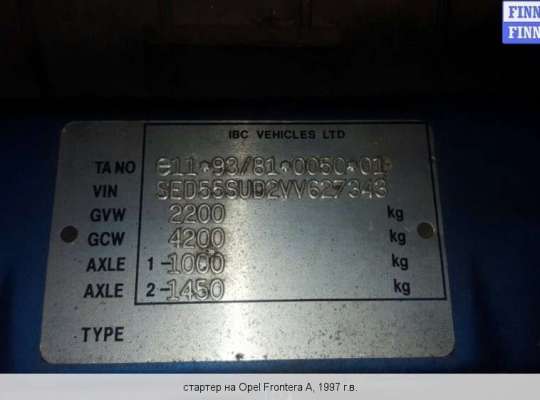 FINN
FINN
IBC VEHICLES LTD
TA NO e11*93/81*0050*01*
VIN SED55SUD2VV627343
GVW 2200 kg
GCW 4200 kg
AXLE 1-1000 kg
AXLE 2-1450 kg
TYPE
стартер на Opel Frontera A, 1997 г.в.